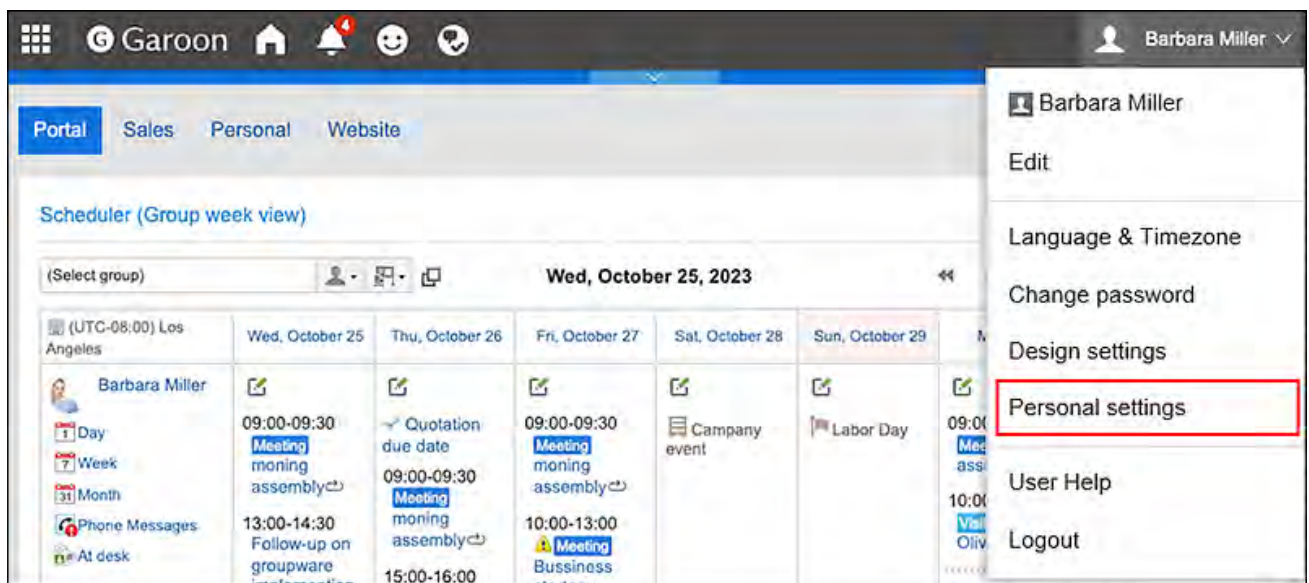 Garoon 4 Barbara Miller
Portal Sales Personal Website
Scheduler (Group week view)
(Select group) Wed, October 25, 2023
(UTC-08:00) Los
Angeles
Wed, October 25
Thu, October 26
Fri, October 27
Sat, October 28
Sun, October 29
Barbara Miller
Day
Week
Month
Phone Messages
At desk
09:00-09:30
Meeting
moning
assembly
13:00-14:30
Follow-up on
groupware
Quotation
due date
09:00-09:30
Meeting
moning
assembly
15:00-16:00
09:00-09:30
Meeting
moning
assembly
10:00-13:00
Meeting
Bussiness
Campany
event
Labor Day
Barbara Miller
Edit
Language & Timezone
Change password
Design settings
Personal settings
User Help
Logout